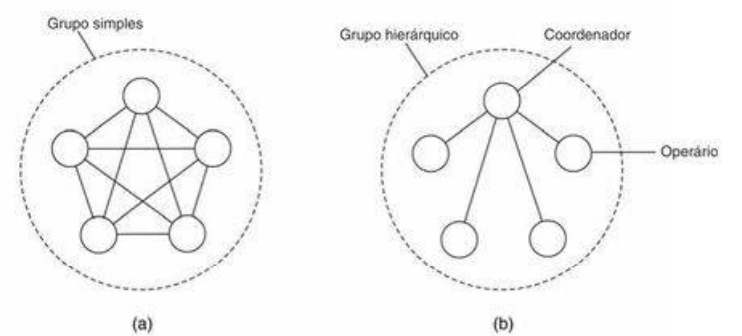 Grupo simples
Grupo hierárquico
Coordenador
Operário
(a)
(b)